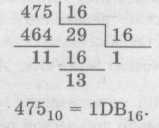 475 16
464 29 16
11 16 1
13
475₁₀ = 1DB₁₆.